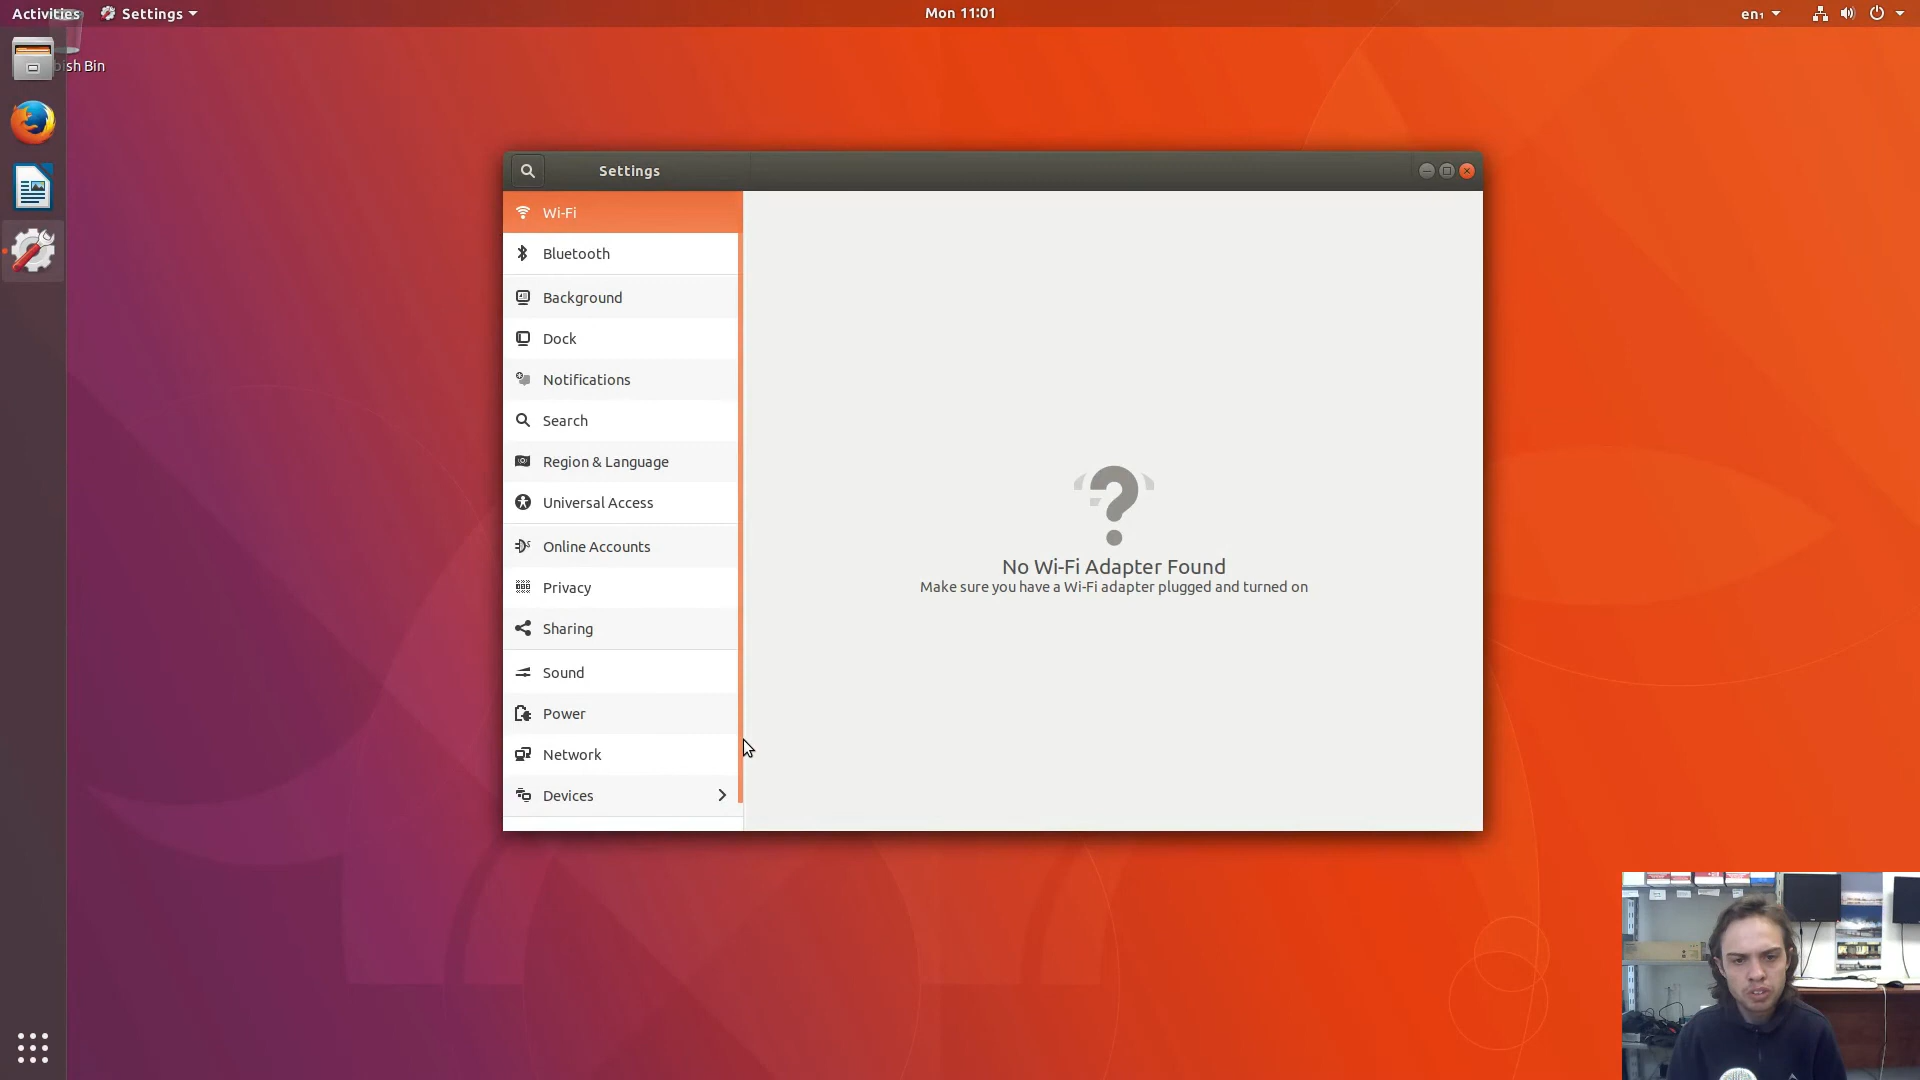 Activities
Settings
Mon 11:01
en₁
bish Bin
Settings
Wi-Fi
Bluetooth
Background
Dock
Notifications
Search
Region & Language
Universal Access
Online Accounts
Privacy
Sharing
Sound
Power
Network
Devices
No Wi-Fi Adapter Found
Make sure you have a Wi-Fi adapter plugged and turned on